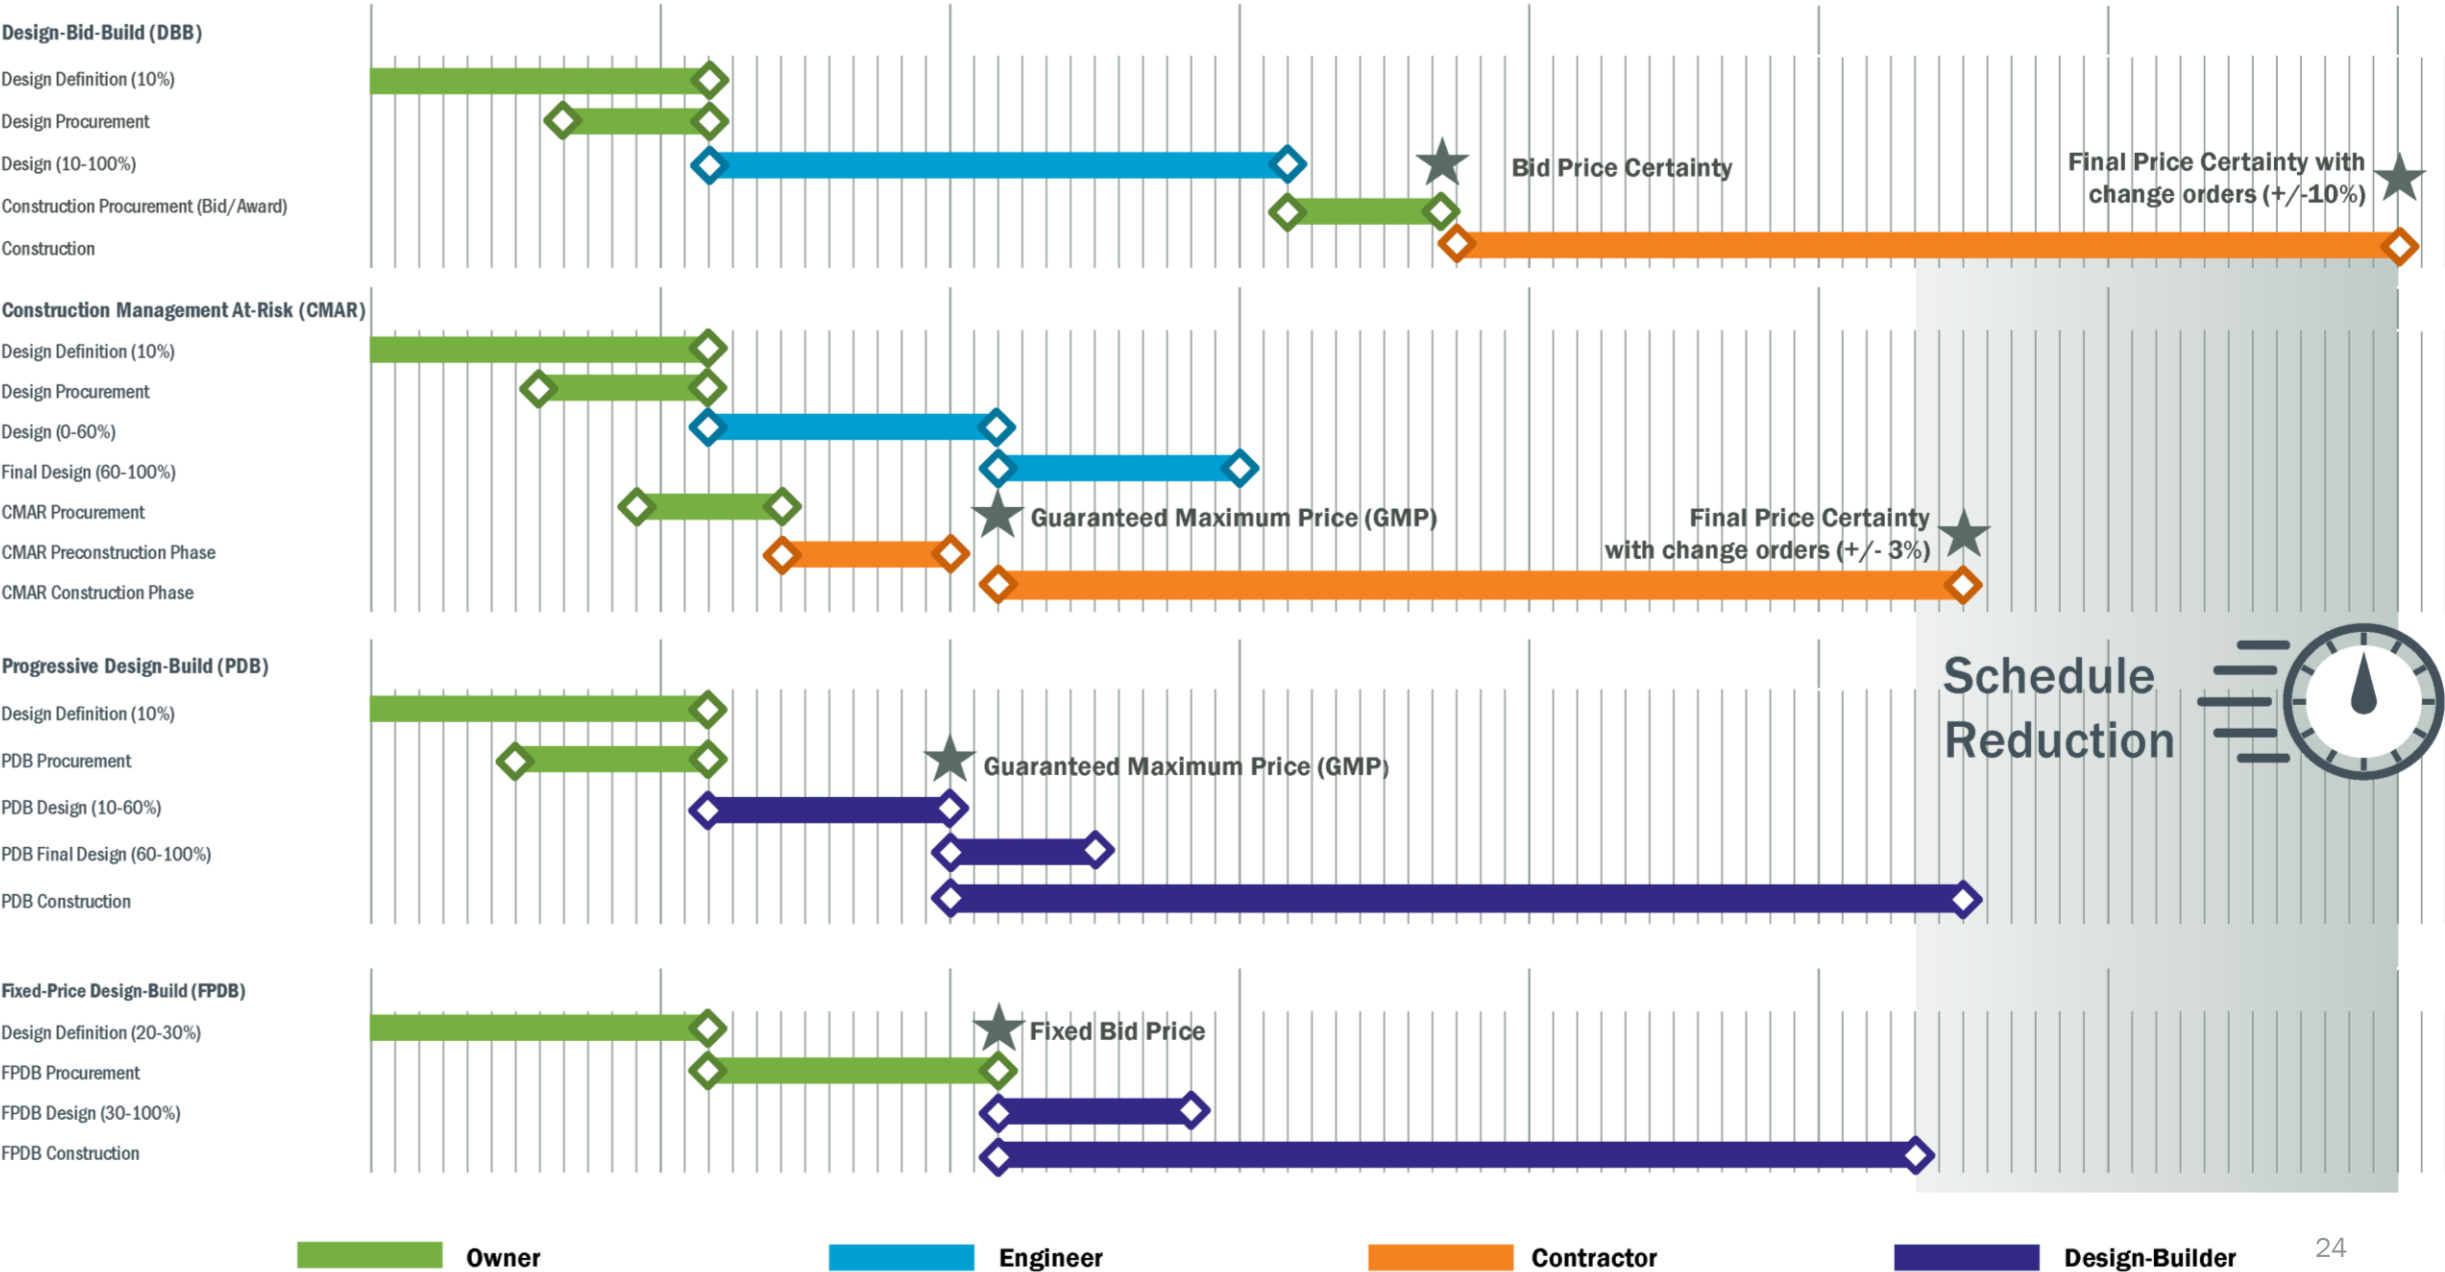 Design-Bid-Build (DBB)
Design Definition (10%)
Design Procurement
Design (10-100%)
Bid Price Certainty
Final Price Certainty with
change orders (+/-10%)
Construction Procurement (Bid/Award)
Construction
Construction Management At-Risk (CMAR)
Design Definition (10%)
Design Procurement
Design (0-60%)
Final Design (60-100%)
CMAR Procurement
Guaranteed Maximum Price (GMP)
Final Price Certainty
with change orders (+/- 3%)
CMAR Preconstruction Phase
CMAR Construction Phase
Progressive Design-Build (PDB)
Schedule
Reduction
Design Definition (10%)
PDB Procurement
Guaranteed Maximum Price (GMP)
PDB Design (10-60%)
PDB Final Design (60-100%)
PDB Construction
Fixed-Price Design-Build (FPDB)
Design Definition (20-30%)
Fixed Bid Price
FPDB Procurement
FPDB Design (30-100%)
FPDB Construction
Owner
Engineer
Contractor
Design-Builder
24